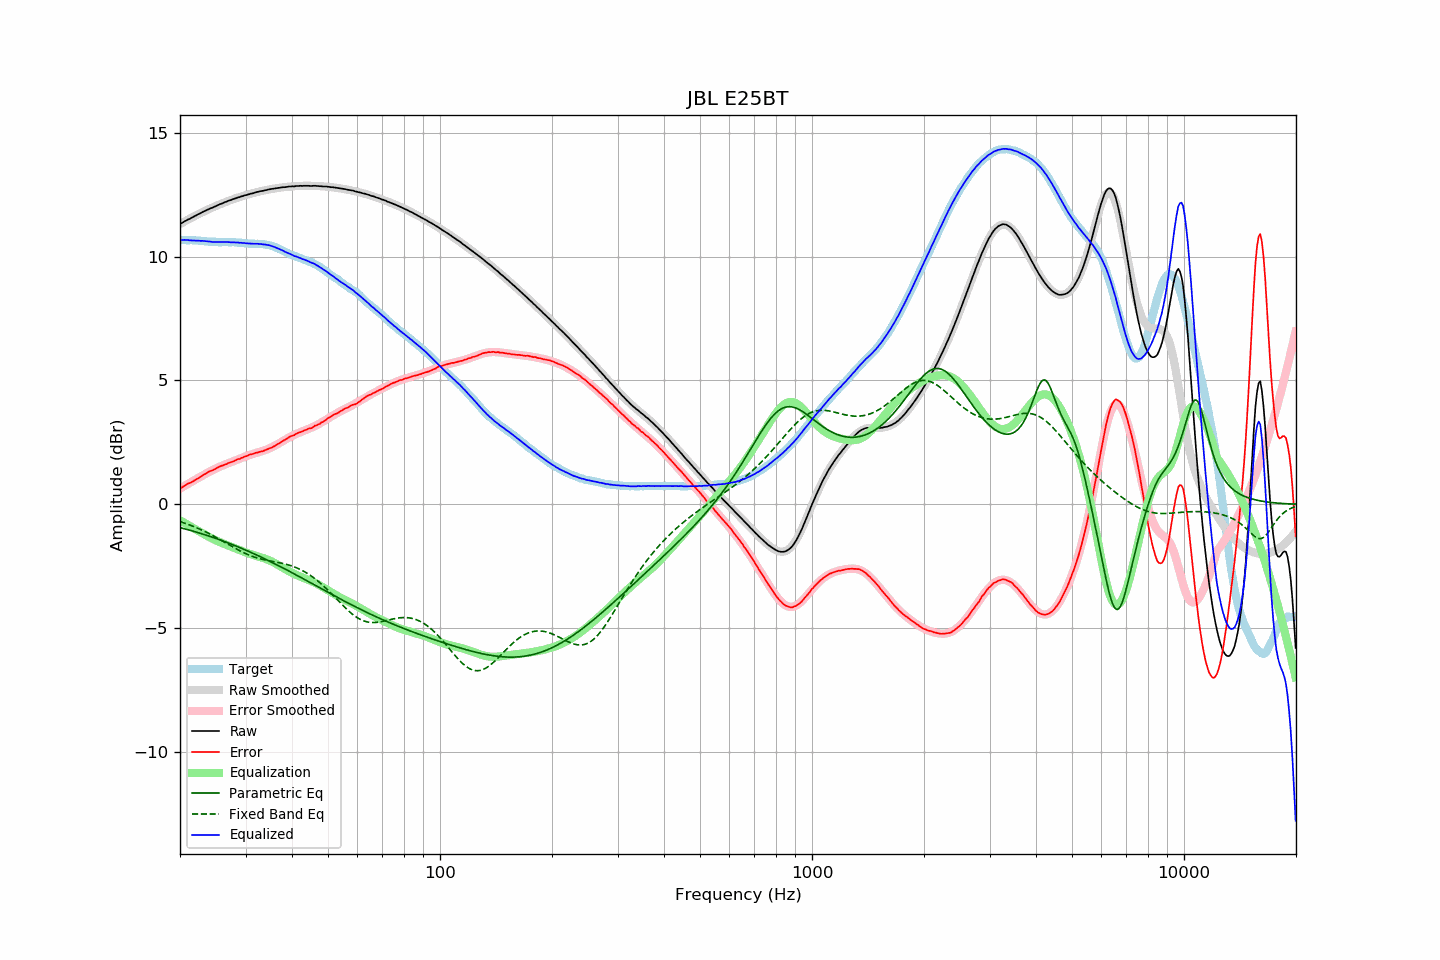 JBL E25BT
15
10
5
0
−5
−10
Amplitude (dBr)
Target
Raw Smoothed
Error Smoothed
Raw
Error
Equalization
Parametric Eq
Fixed Band Eq
Equalized
100
1000
10000
Frequency (Hz)